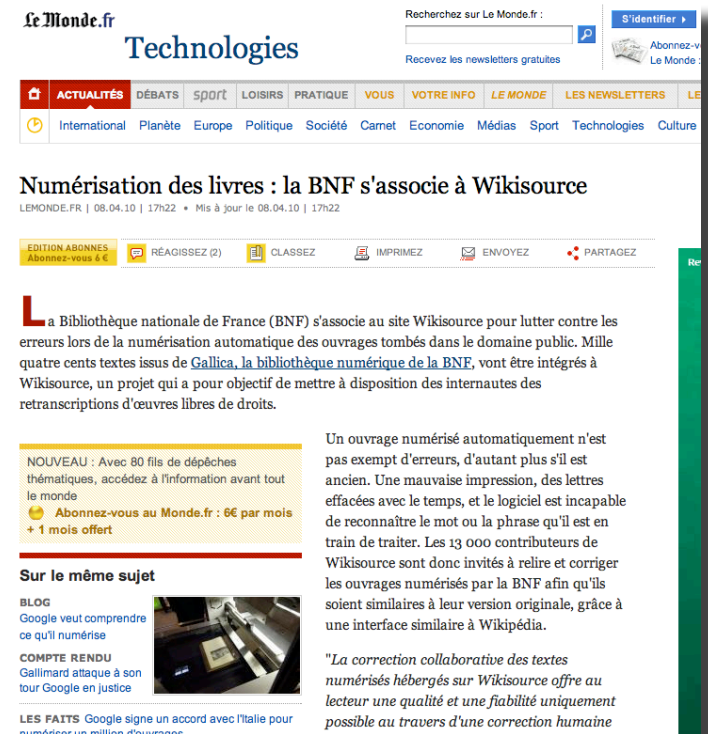 Le Monde.fr
Technologies
Recherchez sur Le Monde.fr :
Recevez les newsletters gratuites
S'identifier
Abonnez-v
Le Monde :
ACTUALITÉS DÉBATS sport LOISIRS PRATIQUE VOUS VOTRE INFO LE MONDE LES NEWSLETTERS LE
International Planète Europe Politique Société Carnet Economie Médias Sport Technologies Culture
Numérisation des livres : la BNF s'associe à Wikisource
LEMONDE.FR | 08.04.10 | 17h22 • Mis à jour le 08.04.10 | 17h22
EDITION ABONNES
Abonnez-vous 6 €
RÉAGISSEZ (2) CLASSEZ IMPRIMEZ ENVOYEZ PARTAGEZ
Re
La Bibliothèque nationale de France (BNF) s'associe au site Wikisource pour lutter contre les
erreurs lors de la numérisation automatique des ouvrages tombés dans le domaine public. Mille
quatre cents textes issus de Gallica, la bibliothèque numérique de la BNF, vont être intégrés à
Wikisource, un projet qui a pour objectif de mettre à disposition des internautes des
retranscriptions d'œuvres libres de droits.
NOUVEAU : Avec 80 fils de dépêches
thématiques, accédez à l'information avant tout
le monde
Abonnez-vous au Monde.fr : 6€ par mois
+ 1 mois offert
Sur le même sujet
BLOG
Google veut comprendre
ce qu'il numérise
COMPTE RENDU
Gallimard attaque à son
tour Google en justice
LES FAITS Google signe un accord avec l'Italie pour
numériser un million d'ouvrages
Un ouvrage numérisé automatiquement n'est
pas exempt d'erreurs, d'autant plus s'il est
ancien. Une mauvaise impression, des lettres
effacées avec le temps, et le logiciel est incapable
de reconnaître le mot ou la phrase qu'il est en
train de traiter. Les 13 000 contributeurs de
Wikisource sont donc invités à relire et corriger
les ouvrages numérisés par la BNF afin qu'ils
soient similaires à leur version originale, grâce à
une interface similaire à Wikipédia.
"La correction collaborative des textes
numérisés hébergés sur Wikisource offre au
lecteur une qualité et une fiabilité uniquement
possible au travers d'une correction humaine